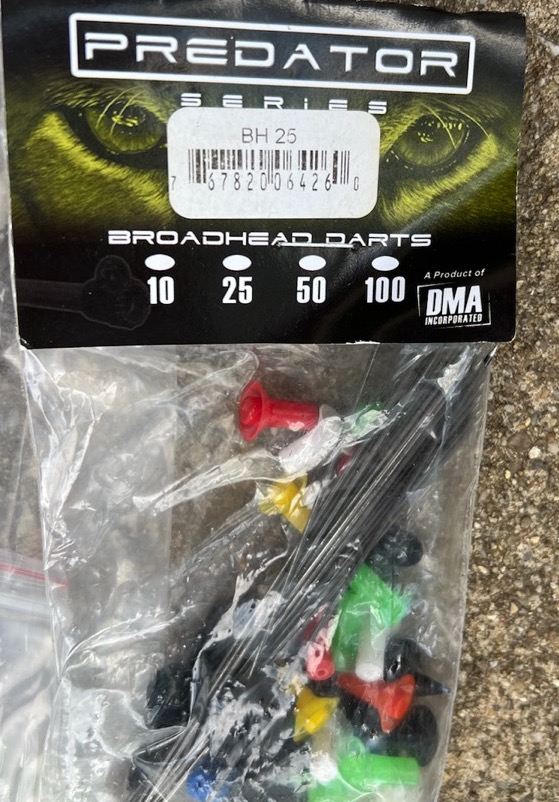 PREDATOR
SERIES
BH 25
7 67820 06426 0
BROADHEAD DARTS
10 25 50 100
A Product of
DMA
INCORPORATED